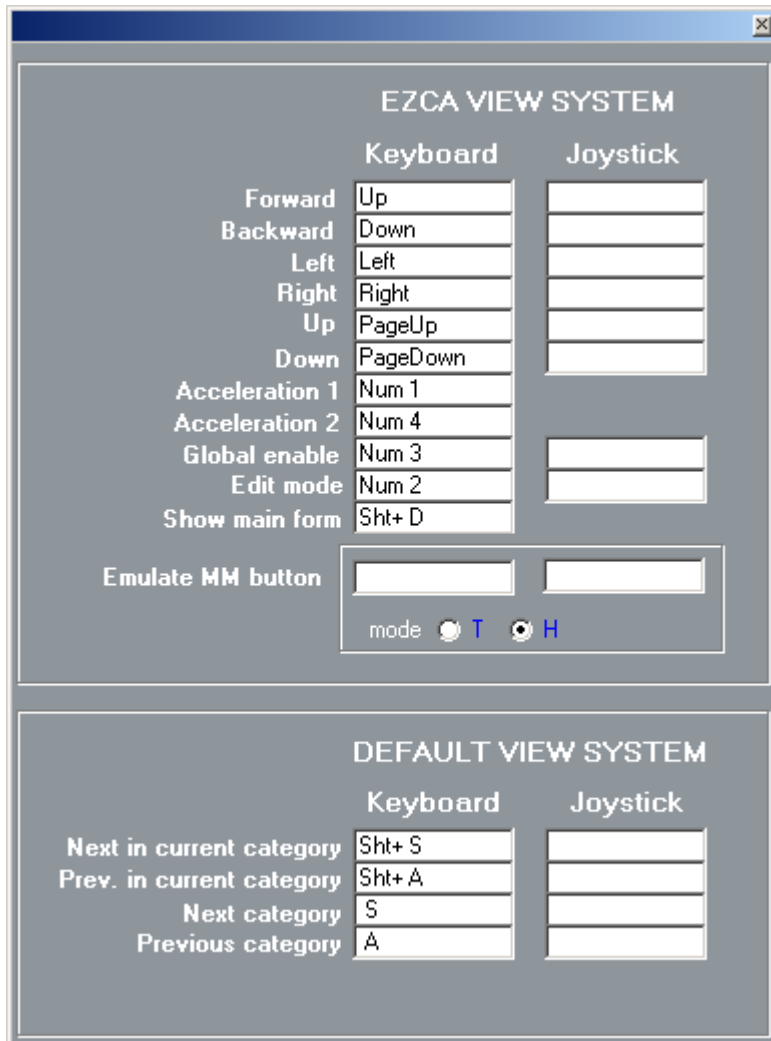 EZCA VIEW SYSTEM
Keyboard Joystick
Forward Up
Backward Down
Left Left
Right Right
Up PageUp
Down PageDown
Acceleration 1 Num 1
Acceleration 2 Num 4
Global enable Num 3
Edit mode Num 2
Show main form Sht+ D
Emulate MM button
mode T H
DEFAULT VIEW SYSTEM
Keyboard Joystick
Next in current category Sht+ S
Prev. in current category Sht+ A
Next category S
Previous category A